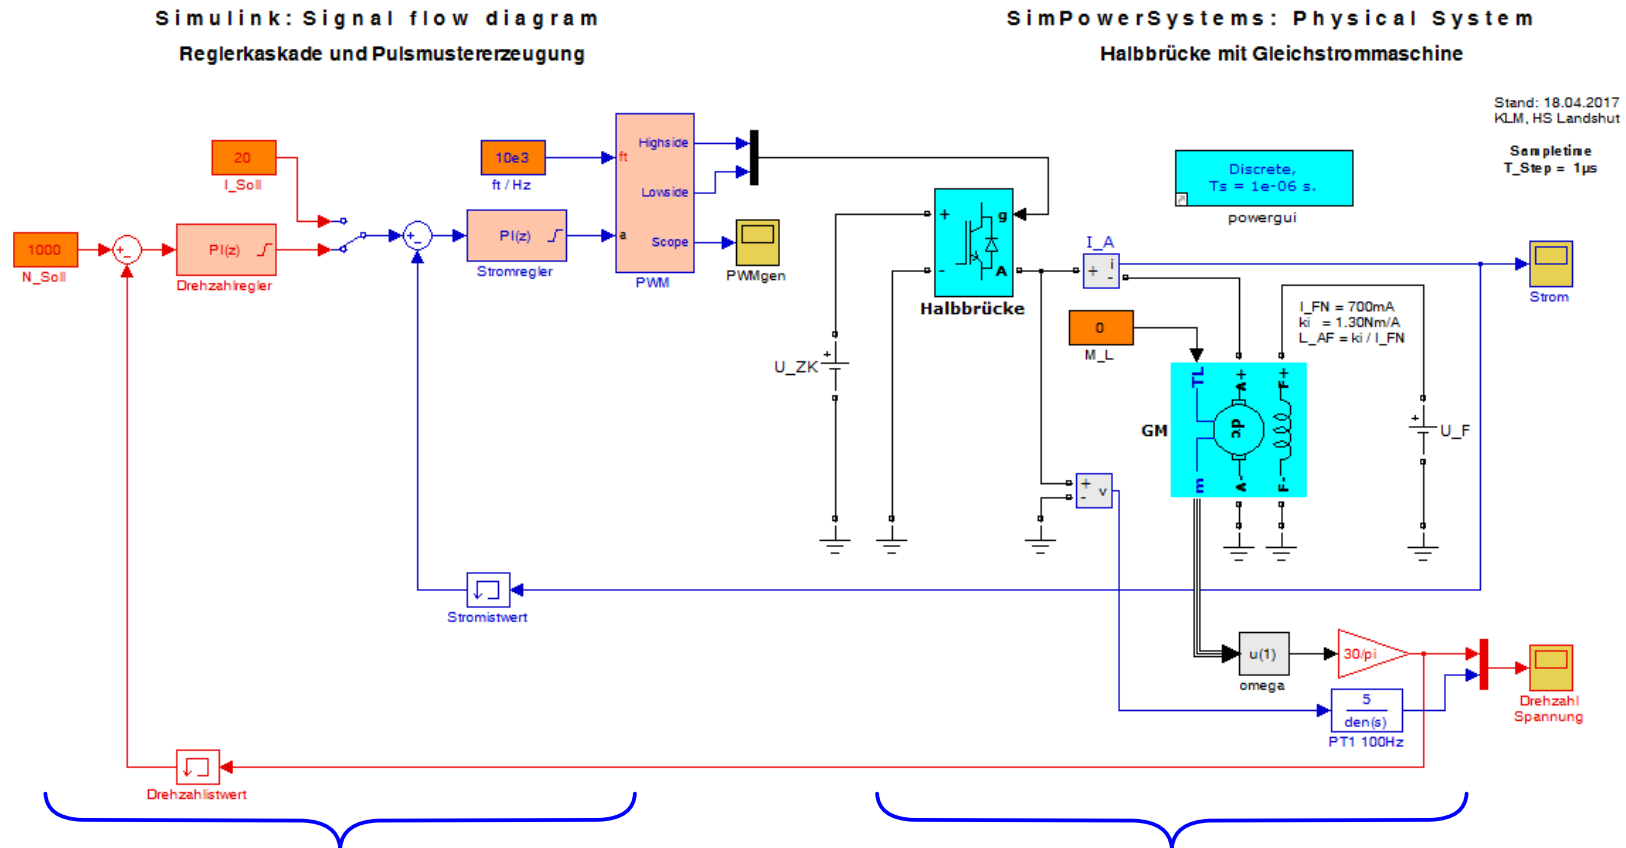 Simulink: Signal flow diagram
Reglerkaskade und Pulsmustererzeugung
SimPowerSystems: Physical System
Halbbrücke mit Gleichstrommaschine
Stand: 18.04.2017
KLM, HS Landshut
Sampletime
T_Step = 1µs
20
I_Soll
1000
N_Soll
+
-
PI(z)
Drehzahlregler
+
-
10e3
ft / Hz
PI(z)
Stromregler
ft
a
Highside
Lowside
Scope
PWM
PWMgen
+
-
g
A
Halbbrücke
Discrete,
Ts = 1e-06 s.
powergui
I_A
+
i
-
Strom
0
M_L
I_FN = 700mA
ki = 1.30Nm/A
L_AF = ki / I_FN
+
U_ZK
TL
A+
F+
dc
m
A-
F-
GM
+
U_F
+
-
v
Stromistwert
u(1)
omega
30/pi
5
den(s)
PT1 100Hz
Drehzahl
Spannung
Drehzahlistwert